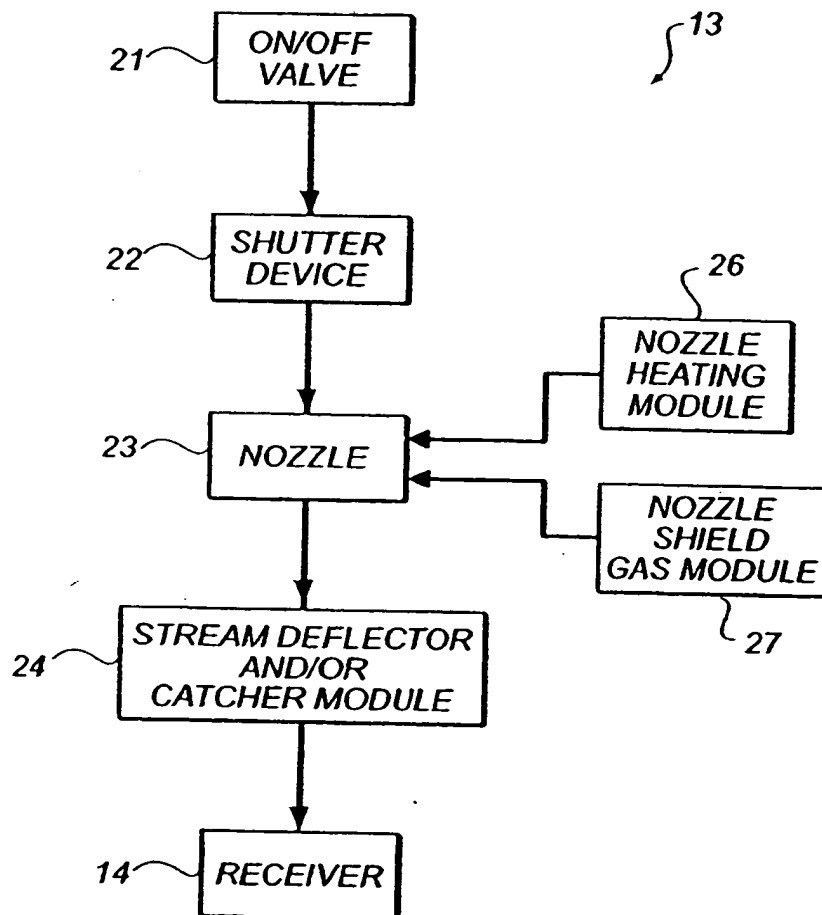 13
21
ON/OFF
VALVE
22
SHUTTER
DEVICE
26
NOZZLE
HEATING
MODULE
23
NOZZLE
NOZZLE
SHIELD
GAS MODULE
27
24
STREAM DEFLECTOR
AND/OR
CATCHER MODULE
14
RECEIVER